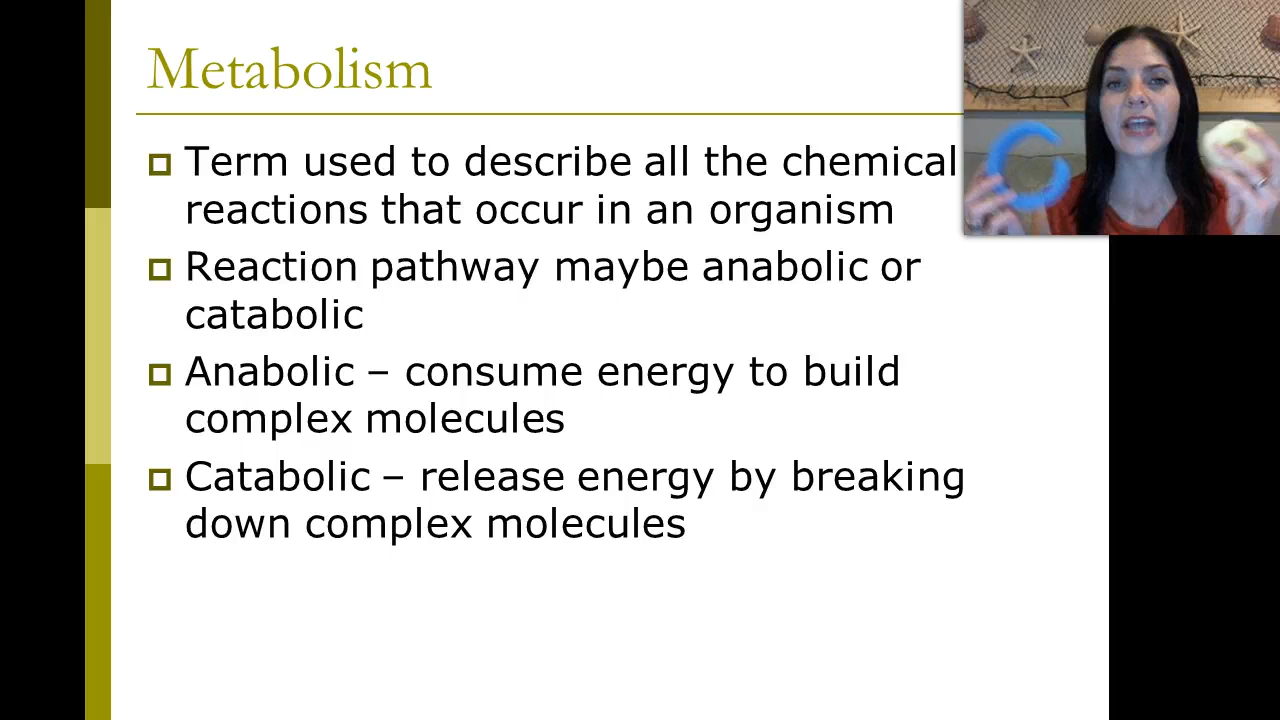 Metabolism
Term used to describe all the chemical
reactions that occur in an organism
Reaction pathway maybe anabolic or
catabolic
Anabolic – consume energy to build
complex molecules
Catabolic – release energy by breaking
down complex molecules